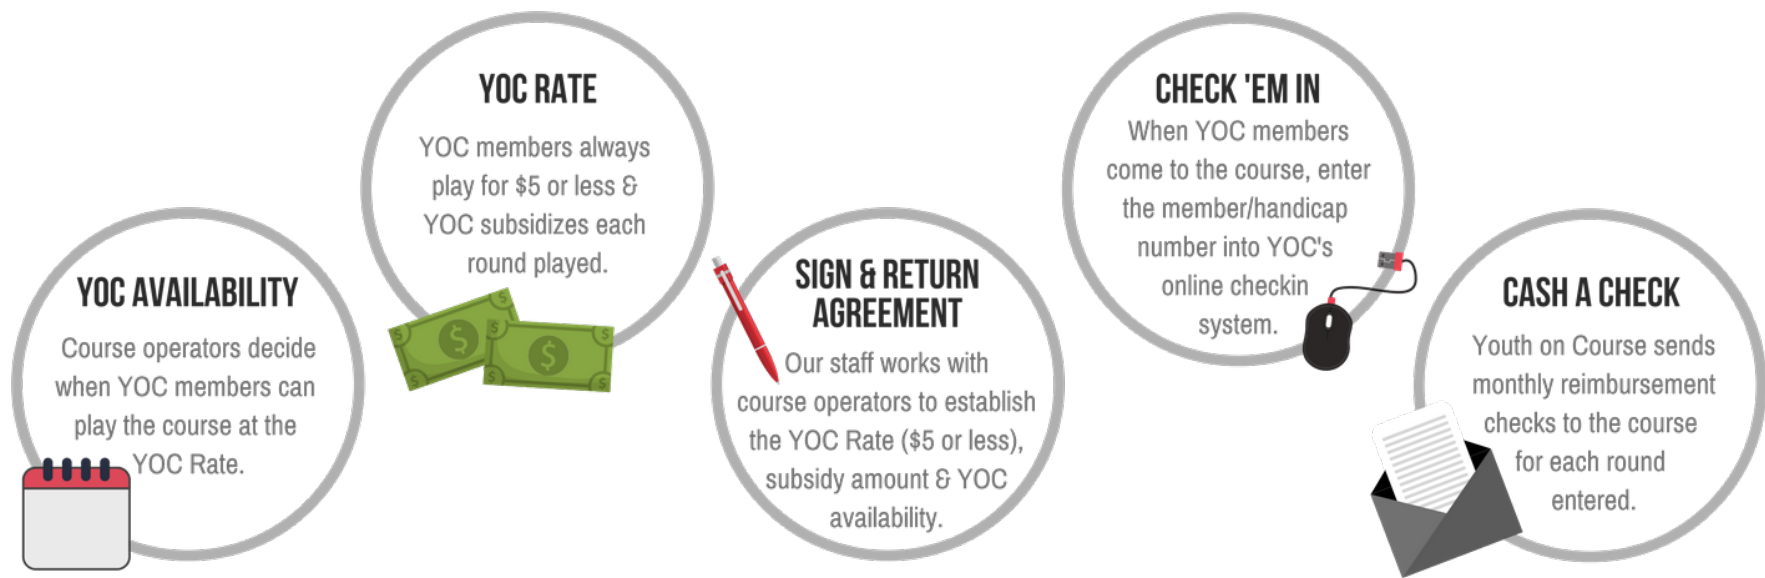 YOC AVAILABILITY
Course operators decide
when YOC members can
play the course at the
YOC Rate.
YOC RATE
YOC members always
play for $5 or less &
YOC subsidizes each
round played.
$
$
$
$
$
$
$
$
SIGN & RETURN
AGREEMENT
Our staff works with
course operators to establish
the YOC Rate ($5 or less),
subsidy amount & YOC
availability.
CHECK 'EM IN
When YOC members
come to the course, enter
the member/handicap
number into YOC's
online checkin
system.
CASH A CHECK
Youth on Course sends
monthly reimbursement
checks to the course
for each round
entered.